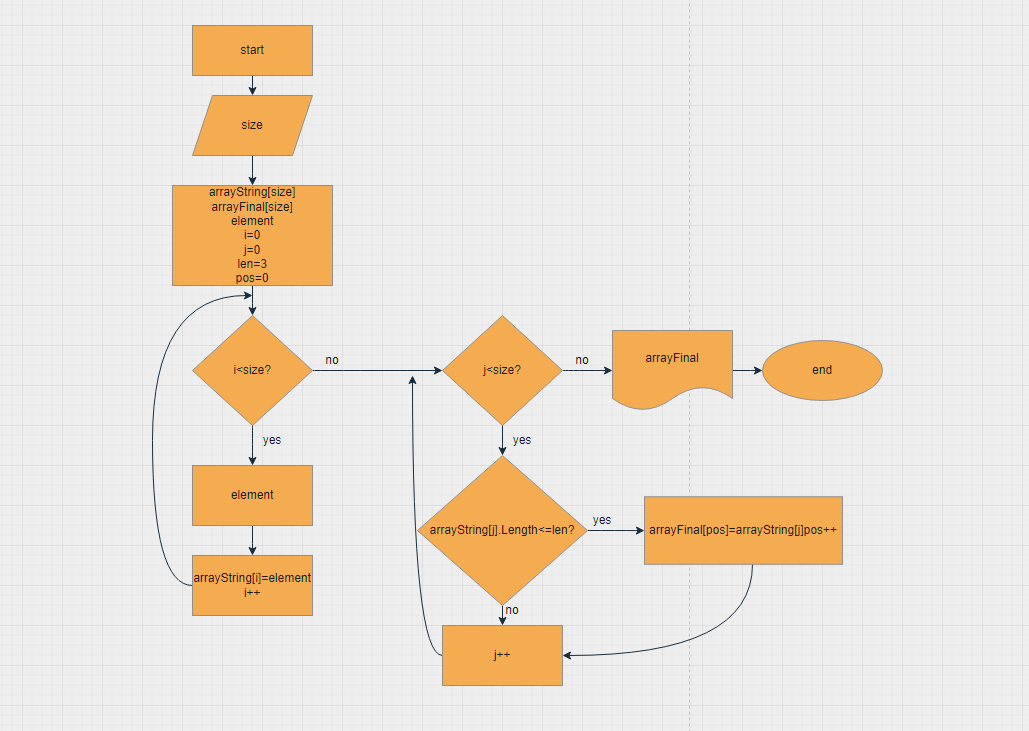 start
size
arrayString[size]
arrayFinal[size]
element
i=0
j=0
len=3
pos=0
i<size?
no
j<size?
no
arrayFinal
end
yes
yes
element
arrayString[j].Length<=len?
yes
arrayFinal[pos]=arrayString[j]pos++
arrayString[i]=element
i++
no
j++